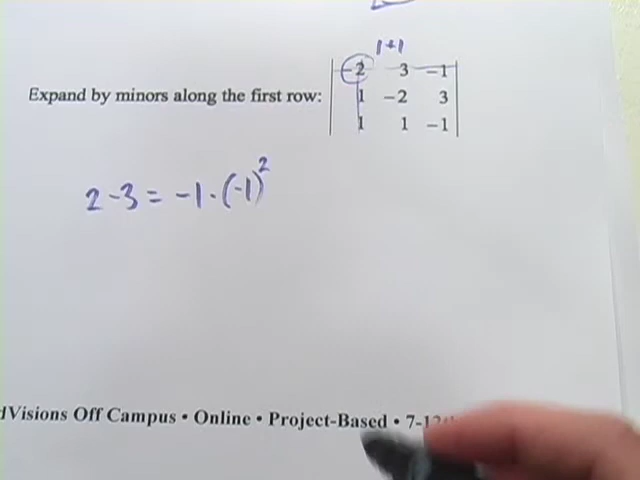 1+1
Expand by minors along the first row:
-2 3 -1
1 -2 3
1 1 -1
2-3 = -1·(-1)²
Visions Off Campus • Online • Project-Based • 7-12